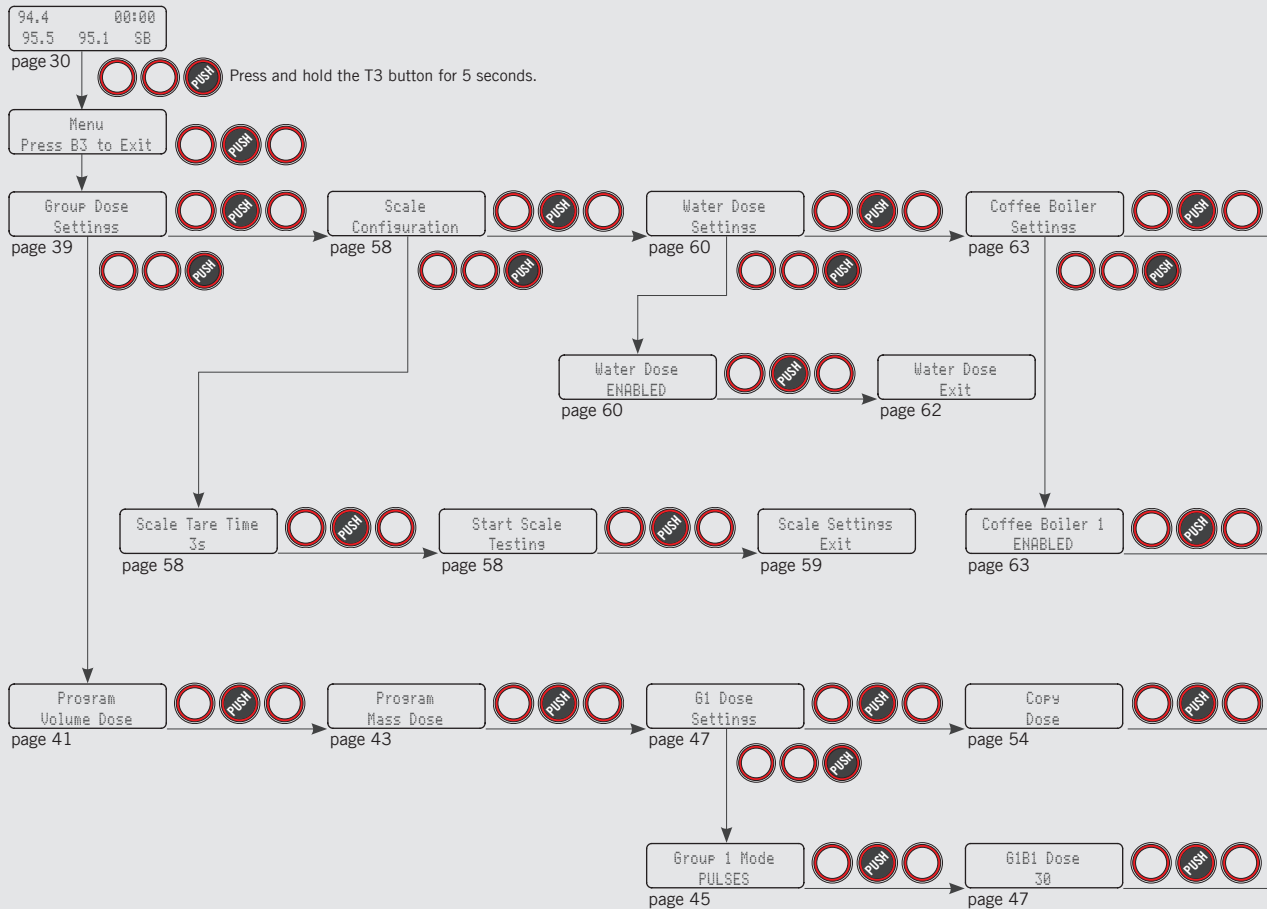 94.4 00:00
95.5 95.1 SB
page 30
PUSH
Press and hold the T3 button for 5 seconds.
Menu
Press B3 to Exit
PUSH
Group Dose
Settings
page 39
PUSH
Scale
Configuration
page 58
PUSH
Water Dose
Settings
page 60
PUSH
Coffee Boiler
Settings
page 63
PUSH
PUSH
PUSH
PUSH
PUSH
Water Dose
ENABLED
page 60
PUSH
Water Dose
Exit
page 62
Scale Tare Time
3s
page 58
PUSH
Start Scale
Testing
page 58
PUSH
Scale Settings
Exit
page 59
Coffee Boiler 1
ENABLED
page 63
PUSH
Program
Volume Dose
page 41
PUSH
Program
Mass Dose
page 43
PUSH
G1 Dose
Settings
page 47
PUSH
Copy
Dose
page 54
PUSH
PUSH
Group 1 Mode
PULSES
page 45
PUSH
G1B1 Dose
30
page 47
PUSH